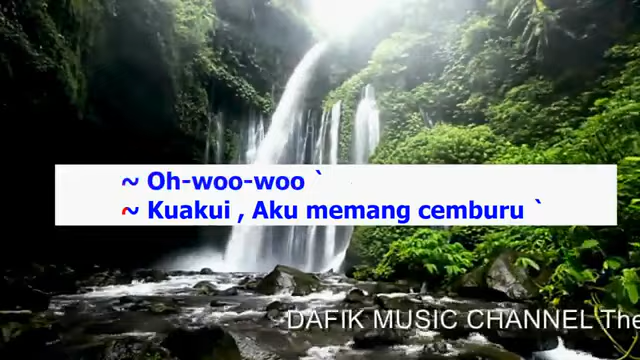 ~ Oh-woo-woo `
~ Kuakui , Aku memang cemburu `
DAFIK MUSIC CHANNEL The